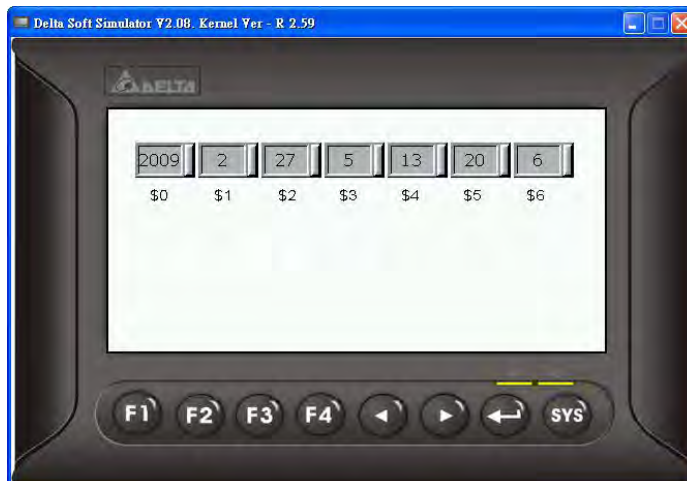 Delta Soft Simulator V2.08. Kernel Ver - R 2.59
DELTA
2009 2 27 5 13 20 6
$0 $1 $2 $3 $4 $5 $6
F1 F2 F3 F4 SYS